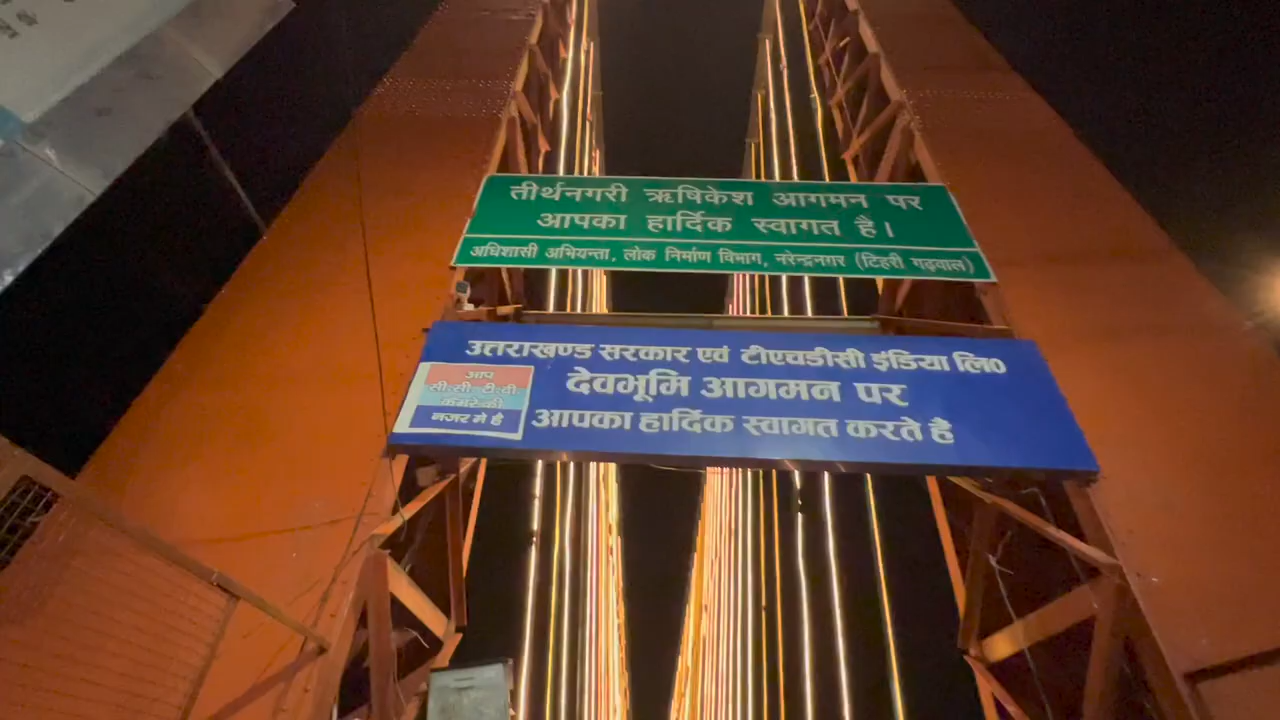 तीर्थनगरी ऋषिकेश आगमन पर
आपका हार्दिक स्वागत है।
अधिशासी अभियन्ता, लोक निर्माण विभाग, नरेन्द्रनगर (टिहरी गढ़वाल)
उत्तराखण्ड सरकार एवं टीएचडीसी इंडिया लि०
देवभूमि आगमन पर
आपका हार्दिक स्वागत करते है
आप
सी.सी. टी.वी.
कैमरे की
नजर मे है